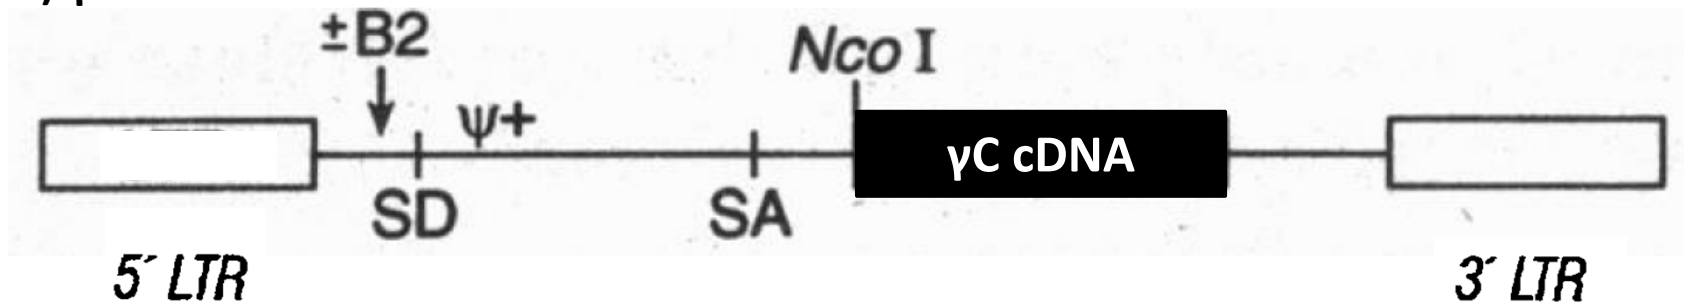 ±B2
Nco I
ψ+
γC cDNA
SD
SA
5´ LTR
3´ LTR